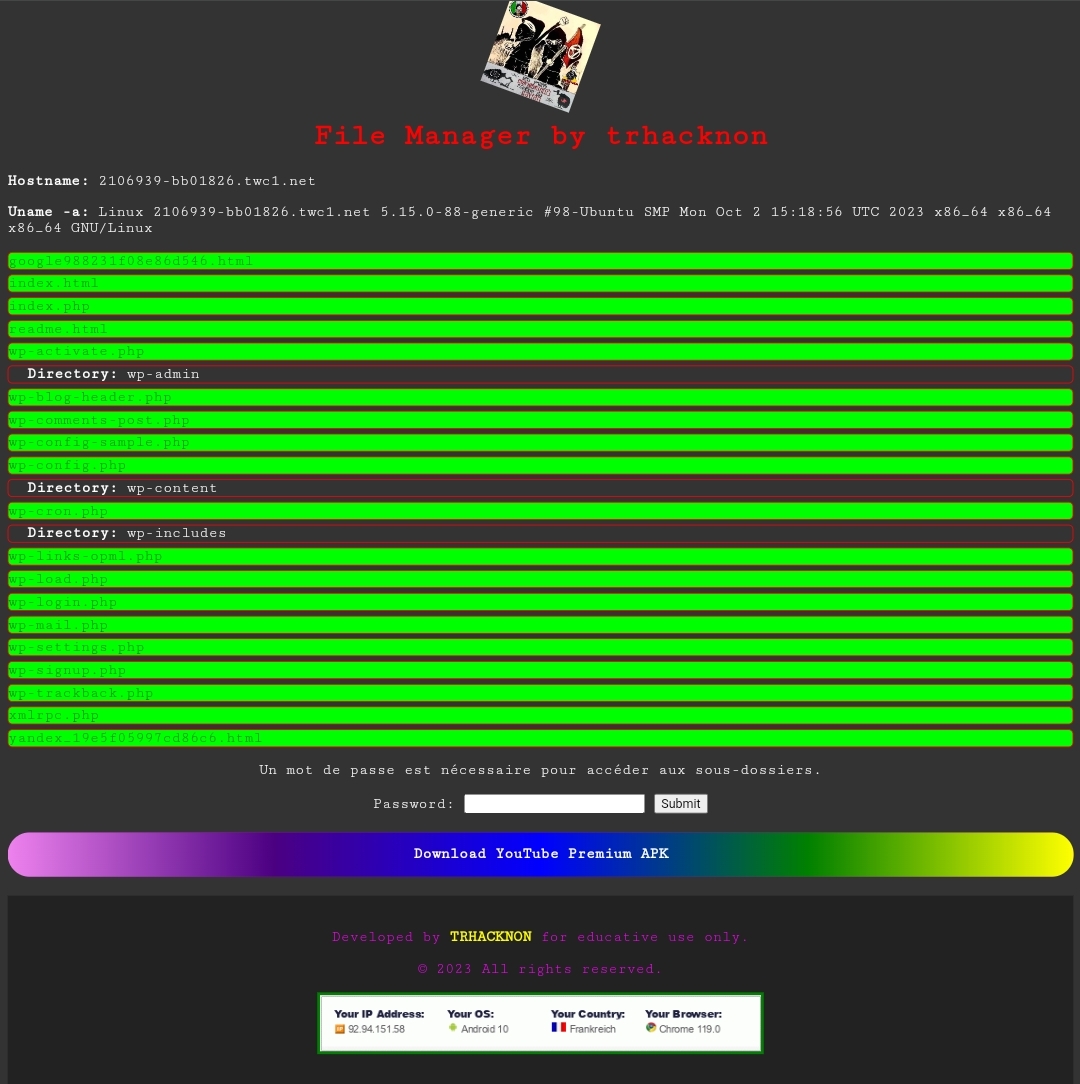 File Manager by trhacknon
Hostname: 2106939-bb01826.twc1.net
Uname -a: Linux 2106939-bb01826.twc1.net 5.15.0-88-generic #98-Ubuntu SMP Mon Oct 2 15:18:56 UTC 2023 x86_64 x86_64
x86_64 GNU/Linux
google988231f08e86d546.html
index.html
index.php
readme.html
wp-activate.php
Directory: wp-admin
wp-blog-header.php
wp-comments-post.php
wp-config-sample.php
wp-config.php
Directory: wp-content
wp-cron.php
Directory: wp-includes
wp-links-opml.php
wp-load.php
wp-login.php
wp-mail.php
wp-settings.php
wp-signup.php
wp-trackback.php
xmlrpc.php
yandex_19e5f05997cd86c6.html
Un mot de passe est nécessaire pour accéder aux sous-dossiers.
Password: Submit
Download YouTube Premium APK
Developed by TRHACKNON for educative use only.
© 2023 All rights reserved.
Your IP Address: Your OS: Your Country: Your Browser:
92.94.151.58 Android 10 Frankreich Chrome 119.0